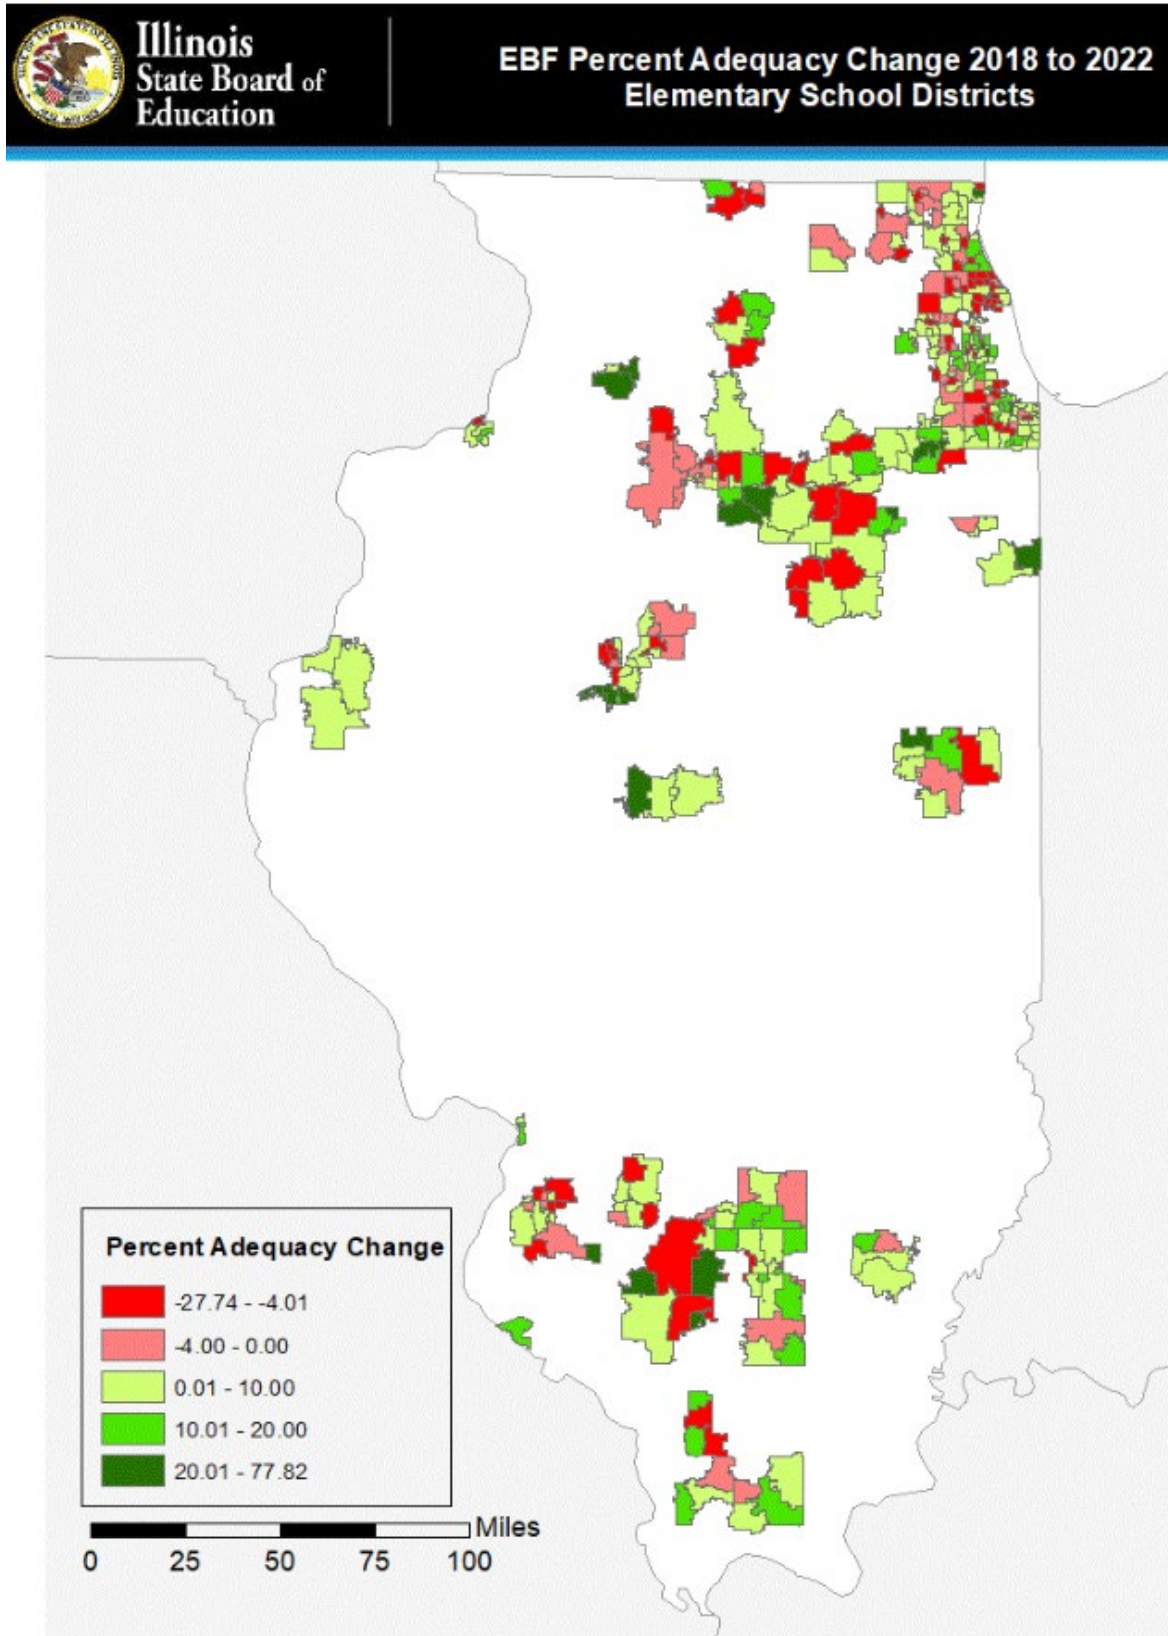 Illinois
State Board of
Education
EBF Percent Adequacy Change 2018 to 2022
Elementary School Districts
Percent Adequacy Change
-27.74 - -4.01
-4.00 - 0.00
0.01 - 10.00
10.01 - 20.00
20.01 - 77.82
Miles
0 25 50 75 100